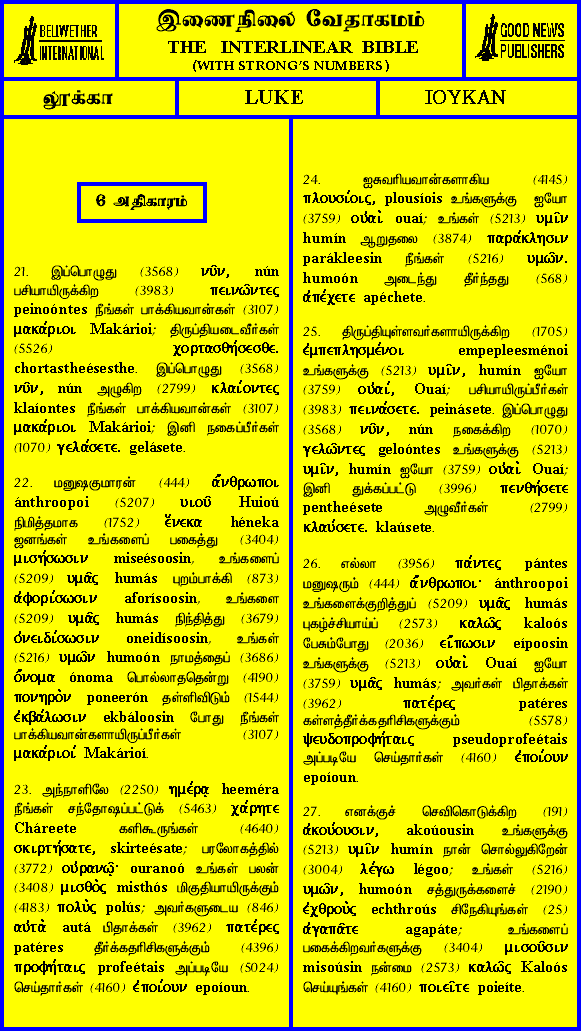 BELLWETHER
INTERNATIONAL
இணைநிலை வேதாகமம்
THE INTERLINEAR BIBLE
(WITH STRONG'S NUMBERS)
GOOD NEWS
PUBLISHERS
லூக்கா
LUKE
ΙΟΥΚΑΝ
6 அதிகாரம்
21. இப்பொழுது (3568) νῦν, nún
பசியாயிருக்கிற (3983) πεινῶντες
peinoóntes நீங்கள் பாக்கியவான்கள் (3107)
μακάριοι Makárioi; திருப்தியடைவீர்கள்
(5526) χορτασθήσεσθε.
chortastheésesthe. இப்பொழுது (3568)
νῦν, nún அழுகிற (2799) κλαίοντες
klaíontes நீங்கள் பாக்கியவான்கள் (3107)
μακάριοι Makárioi; இனி நகைப்பீர்கள்
(1070) γελάσετε. gelásete.
22. மனுஷகுமாரன் (444) ἄνθρωποι
ánthroopoi (5207) υιοῦ Huioú
நிமித்தமாக (1752) ἕνεκα héneka
ஜனங்கள் உங்களைப் பகைத்து (3404)
μισήσωσιν miseésoosin, உங்களைப்
(5209) υμᾶς humás புறம்பாக்கி (873)
ἀφορίσωσιν aforísoosin, உங்களை
(5209) υμᾶς humás நிந்தித்து (3679)
ὀνειδίσωσιν oneidísoosin, உங்கள்
(5216) υμῶν humoón நாமத்தைப் (3686)
ὄνομα ónoma பொல்லாததென்று (4190)
πονηρὸν poneerón தள்ளிவிடும் (1544)
ἐκβάλωσιν ekbáloosin போது நீங்கள்
பாக்கியவான்களாயிருப்பீர்கள் (3107)
μακάριοί Makárioí.
23. அந்நாளிலே (2250) ημέρᾳ heeméra
நீங்கள் சந்தோஷப்பட்டுக் (5463) χάρητε
Cháreete களிகூருங்கள் (4640)
σκιρτήσατε, skirteésate; பரலோகத்தில்
(3772) οὐρανῷ· ouranoó உங்கள் பலன்
(3408) μισθὸς misthós மிகுதியாயிருக்கும்
(4183) πολὺς polús; அவர்களுடைய (846)
αὐτὰ autá பிதாக்கள் (3962) πατέρες
patéres தீர்க்கதரிசிகளுக்கும் (4396)
προφήταις profeétais அப்படியே (5024)
செய்தார்கள் (4160) ἐποίουν epoíoun.
24. ஐசுவரியவான்களாகிய (4145)
πλουσίοις, plousíois உங்களுக்கு ஐயோ
(3759) οὐαὶ ouaí; உங்கள் (5213) υμῖν
humín ஆறுதலை (3874) παράκλησιν
parákleesin நீங்கள் (5216) υμῶν.
humoón அடைந்து தீர்ந்தது (568)
ἀπέχετε apéchete.
25. திருப்தியுள்ளவர்களாயிருக்கிற (1705)
ἐμπεπλησμένοι empepleesménoi
உங்களுக்கு (5213) υμῖν, humín ஐயோ
(3759) οὐαί, Ouaí; பசியாயிருப்பீர்கள்
(3983) πεινάσετε. peinásete. இப்பொழுது
(3568) νῦν, nún நகைக்கிற (1070)
γελῶντες geloóntes உங்களுக்கு (5213)
υμῖν, humín ஐயோ (3759) οὐαὶ Ouaí;
இனி துக்கப்பட்டு (3996) πενθήσετε
pentheésete அழுவீர்கள் (2799)
κλαύσετε. klaúsete.
26. எல்லா (3956) πάντες pántes
மனுஷரும் (444) ἄνθρωποι· ánthroopoi
உங்களைக்குறித்துப் (5209) υμᾶς humás
புகழ்ச்சியாய்ப் (2573) καλῶς kaloós
பேசும்போது (2036) εἴπωσιν eípoosin
உங்களுக்கு (5213) οὐαὶ Ouaí ஐயோ
(3759) υμᾶς humás; அவர்கள் பிதாக்கள்
(3962) πατέρες patéres
கள்ளத்தீர்க்கதரிசிகளுக்கும் (5578)
ψευδοπροφήταις pseudoprofeétais
அப்படியே செய்தார்கள் (4160) ἐποίουν
epoíoun.
27. எனக்குச் செவிகொடுக்கிற (191)
ἀκούουσιν, akoúousin உங்களுக்கு
(5213) υμῖν humín நான் சொல்லுகிறேன்
(3004) λέγω légoo; உங்கள் (5216)
υμῶν, humoón சத்துருக்களைச் (2190)
ἐχθροὺς echthroús சிநேகியுங்கள் (25)
ἀγαπᾶτε agapáte; உங்களைப்
பகைக்கிறவர்களுக்கு (3404) μισοῦσιν
misoúsin நன்மை (2573) καλῶς Kaloós
செய்யுங்கள் (4160) ποιεῖτε poieíte.